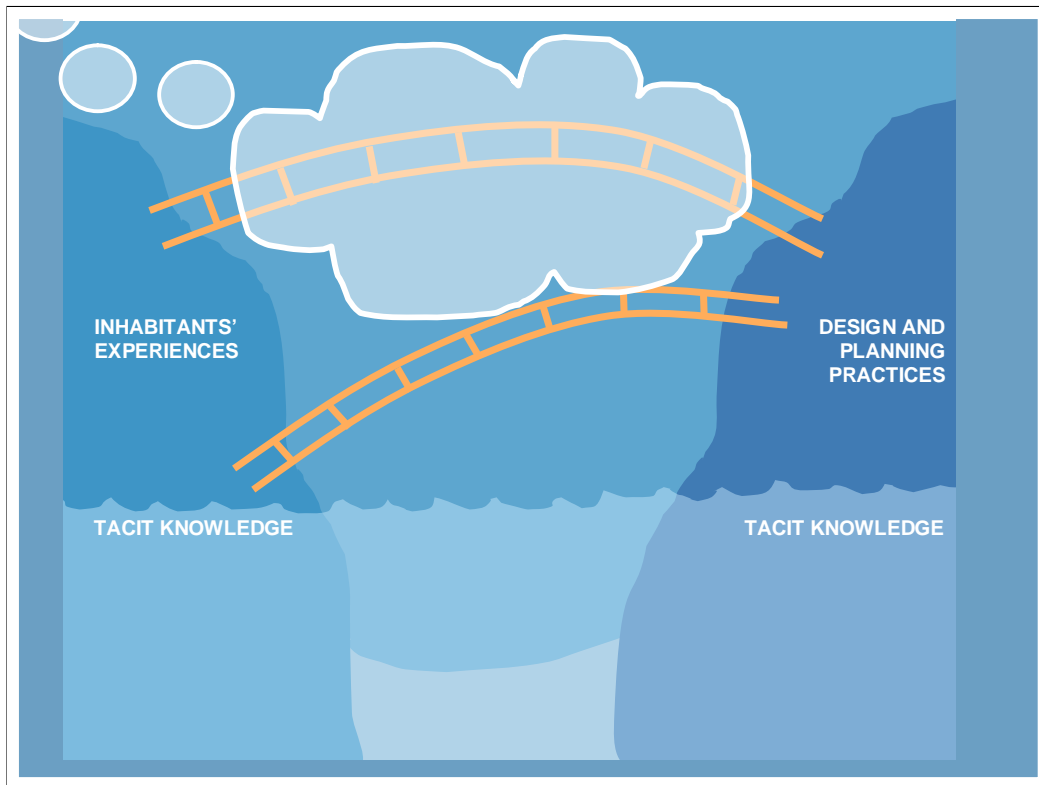 INHABITANTS’
EXPERIENCES
DESIGN AND
PLANNING
PRACTICES
TACIT KNOWLEDGE
TACIT KNOWLEDGE